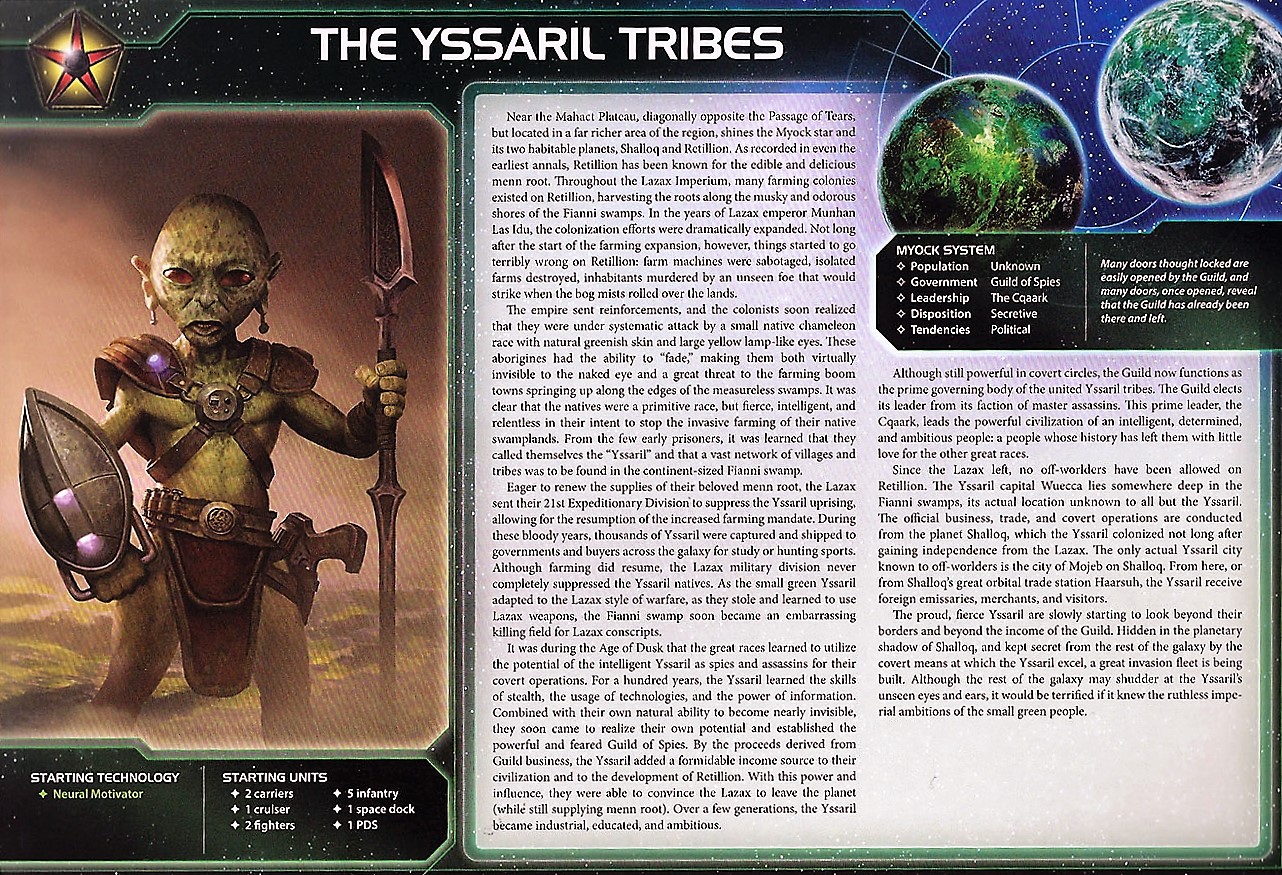 THE YSSARIL TRIBES
Near the Mahact Plateau, diagonally opposite the Passage of Tears,
but located in a far richer area of the region, shines the Myock star and
its two habitable planets, Shalloq and Retillion. As recorded in even the
earliest annals, Retillion has been known for the edible and delicious
menn root. Throughout the Lazax Imperium, many farming colonies
existed on Retillion, harvesting the roots along the musky and odorous
shores of the Fianni swamps. In the years of Lazax emperor Munhan
Las Idu, the colonization efforts were dramatically expanded. Not long
after the start of the farming expansion, however, things started to go
terribly wrong on Retillion: farm machines were sabotaged, isolated
farms destroyed, inhabitants murdered by an unseen foe that would
strike when the bog mists rolled over the lands.
The empire sent reinforcements, and the colonists soon realized
that they were under systematic attack by a small native chameleon
race with natural greenish skin and large yellow lamp-like eyes. These
aborigines had the ability to “fade,” making them both virtually
invisible to the naked eye and a great threat to the farming boom
towns springing up along the edges of the measureless swamps. It was
clear that the natives were a primitive race, but fierce, intelligent, and
relentless in their intent to stop the invasive farming of their native
swamplands. From the few early prisoners, it was learned that they
called themselves the “Yssaril” and that a vast network of villages and
tribes was to be found in the continent-sized Fianni swamp.
Eager to renew the supplies of their beloved menn root, the Lazax
sent their 21st Expeditionary Division to suppress the Yssaril uprising,
allowing for the resumption of the increased farming mandate. During
these bloody years, thousands of Yssaril were captured and shipped to
governments and buyers across the galaxy for study or hunting sports.
Although farming did resume, the Lazax military division never
completely suppressed the Yssaril natives. As the small green Yssaril
adapted to the Lazax style of warfare, as they stole and learned to use
Lazax weapons, the Fianni swamp soon became an embarrassing
killing field for Lazax conscripts.
It was during the Age of Dusk that the great races learned to utilize
the potential of the intelligent Yssaril as spies and assassins for their
covert operations. For a hundred years, the Yssaril learned the skills
of stealth, the usage of technologies, and the power of information.
Combined with their own natural ability to become nearly invisible,
they soon came to realize their own potential and established the
powerful and feared Guild of Spies. By the proceeds derived from
Guild business, the Yssaril added a formidable income source to their
civilization and to the development of Retillion. With this power and
influence, they were able to convince the Lazax to leave the planet
(while still supplying menn root). Over a few generations, the Yssaril
became industrial, educated, and ambitious.
MYOCK SYSTEM
Population Unknown
Government Guild of Spies
Leadership The Cqaark
Disposition Secretive
Tendencies Political
Many doors thought locked are
easily opened by the Guild, and
many doors, once opened, reveal
that the Guild has already been
there and left.
Although still powerful in covert circles, the Guild now functions as
the prime governing body of the united Yssaril tribes. The Guild elects
its leader from its faction of master assassins. This prime leader, the
Cqaark, leads the powerful civilization of an intelligent, determined,
and ambitious people: a people whose history has left them with little
love for the other great races.
Since the Lazax left, no off-worlders have been allowed on
Retillion. The Yssaril capital Wuecca lies somewhere deep in the
Fianni swamps, its actual location unknown to all but the Yssaril.
The official business, trade, and covert operations are conducted
from the planet Shalloq, which the Yssaril colonized not long after
gaining independence from the Lazax. The only actual Yssaril city
known to off-worlders is the city of Mojeb on Shalloq. From here, or
from Shalloq’s great orbital trade station Haarsuh, the Yssaril receive
foreign emissaries, merchants, and visitors.
The proud, fierce Yssaril are slowly starting to look beyond their
borders and beyond the income of the Guild. Hidden in the planetary
shadow of Shalloq, and kept secret from the rest of the galaxy by the
covert means at which the Yssaril excel, a great invasion fleet is being
built. Although the rest of the galaxy may shudder at the Yssaril’s
unseen eyes and ears, it would be terrified if it knew the ruthless impe-
rial ambitions of the small green people.
STARTING TECHNOLOGY
Neural Motivator
STARTING UNITS
2 carriers 5 infantry
1 cruiser 1 space dock
2 fighters 1 PDS